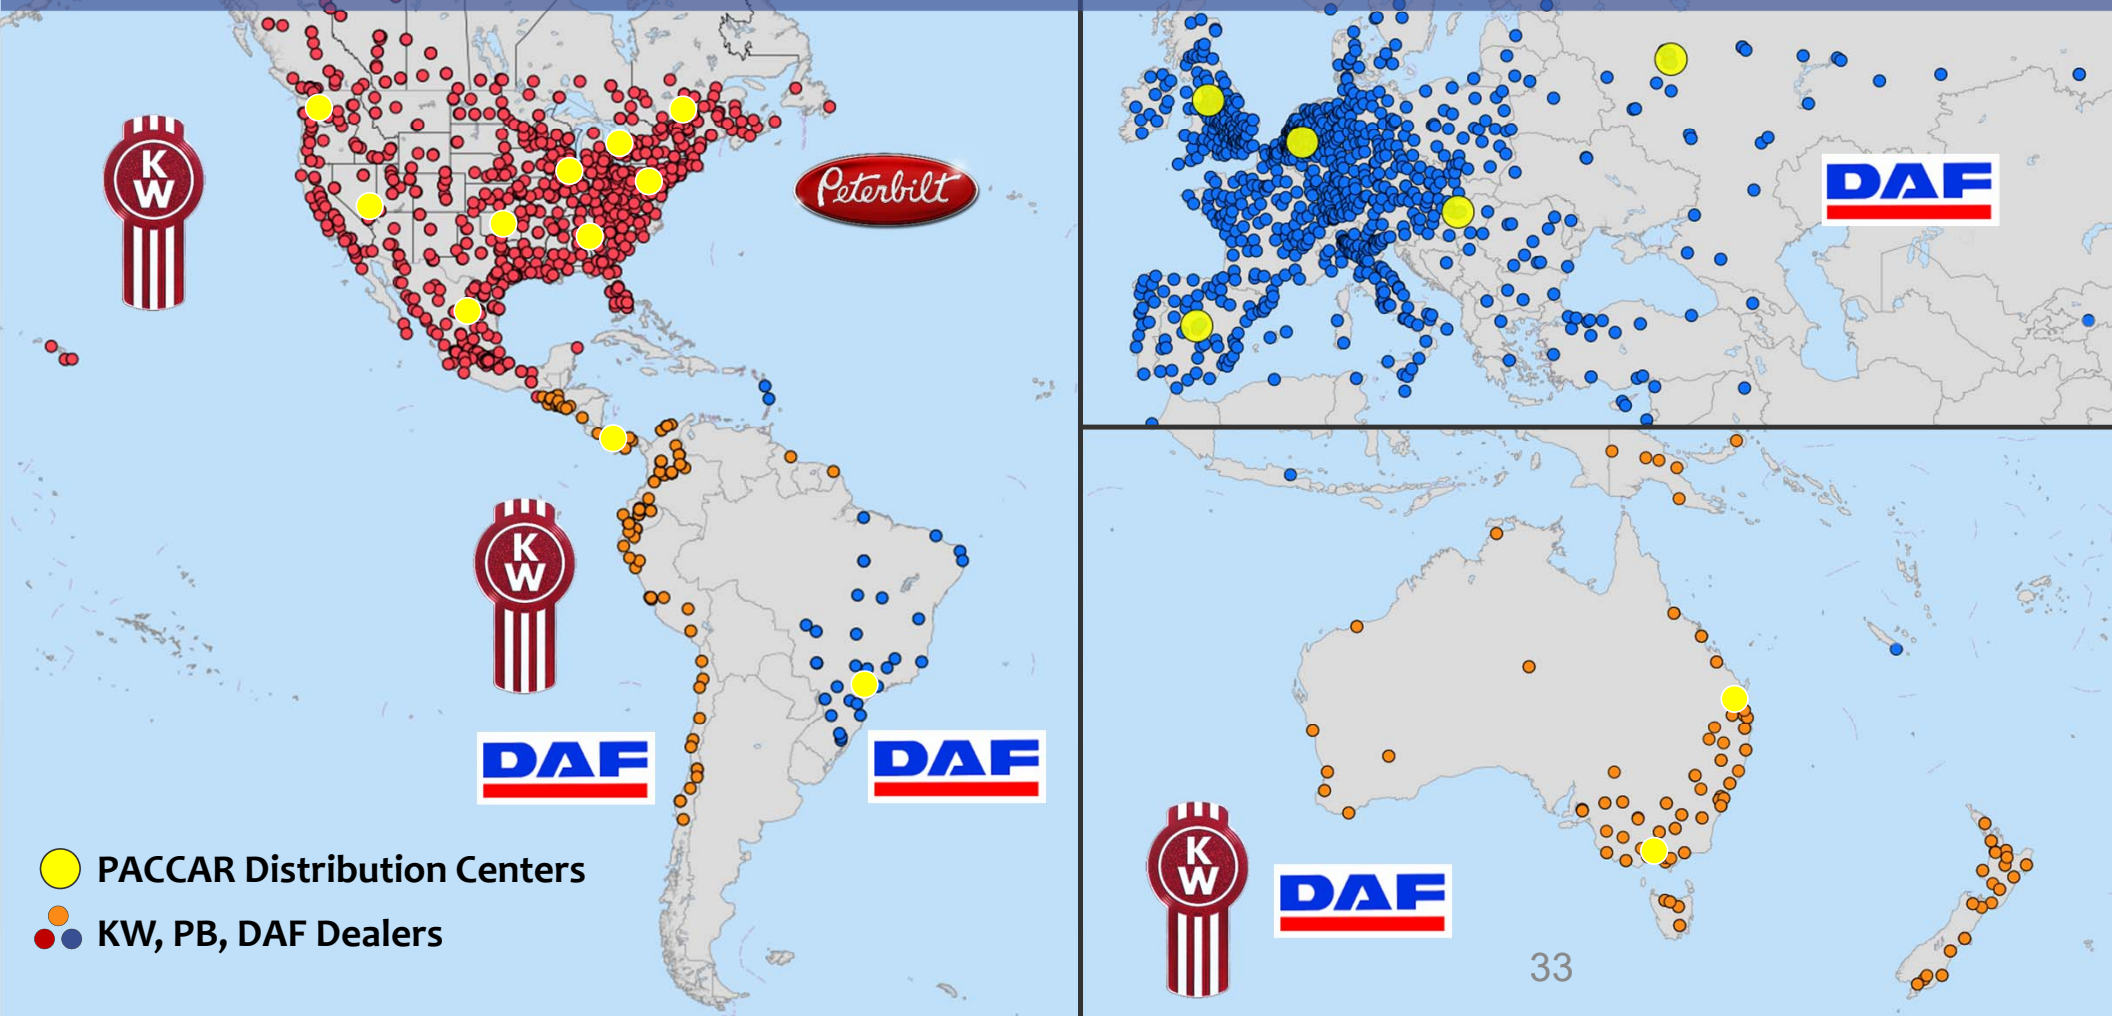 K
W
Peterbilt
DAF
K
W
DAF
DAF
PACCAR Distribution Centers
KW, PB, DAF Dealers
K
W
DAF
33